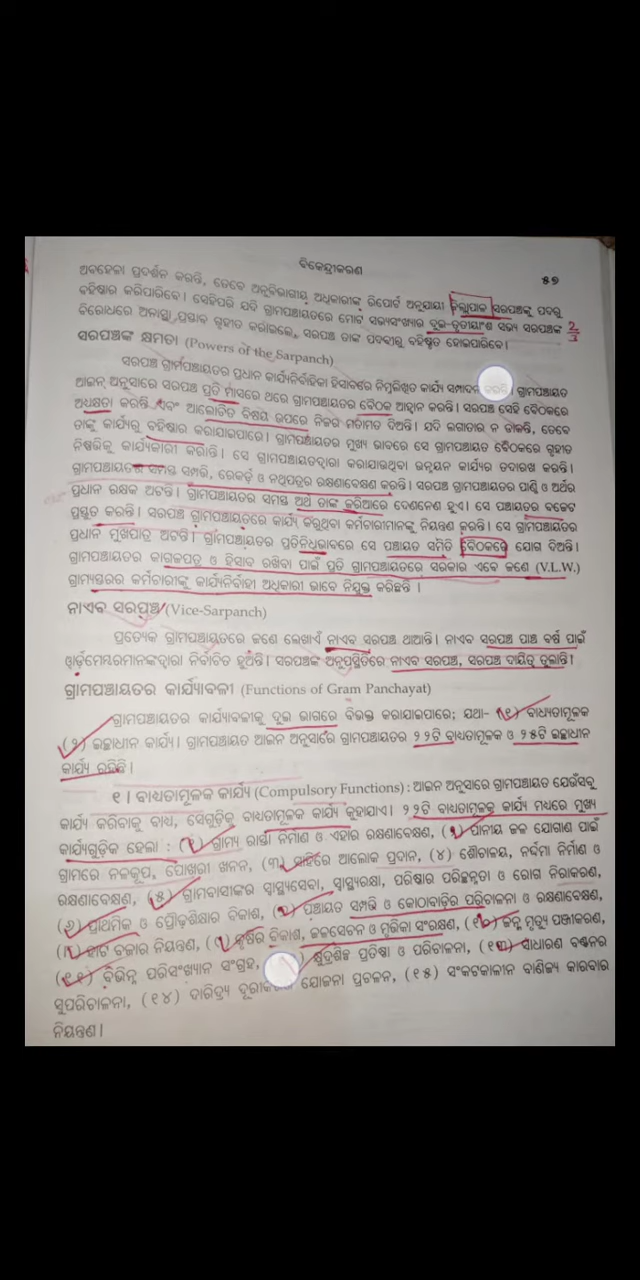 ବିକେନ୍ଦ୍ରୀକରଣ
୫୭
ଅବହେଳା ପ୍ରଦର୍ଶନ କରନ୍ତି, ତେବେ ଅନୁବିଭାଗୀୟ ଅଧିକାରୀଙ୍କ ରିପୋର୍ଟ ଅନୁଯାୟୀ ଜିଲ୍ଲାପାଳ ସରପଞ୍ଚଙ୍କୁ ପଦରୁ
ବହିଷ୍କାର କରିପାରିବେ। ସେହିପରି ଯଦି ଗ୍ରାମପଞ୍ଚାୟତରେ ମୋଟ ସଭ୍ୟସଂଖ୍ୟାର ଦୁଇ-ତୃତୀୟାଂଶ ସଭ୍ୟ ସରପଞ୍ଚଙ୍କ 2/3
ବିରୋଧରେ ଅନାସ୍ଥା ପ୍ରସ୍ତାବ ଗୃହୀତ କରାଇଲେ, ସରପଞ୍ଚ ତାଙ୍କ ପଦବୀରୁ ବହିଷ୍କୃତ ହୋଇପାରିବେ।
ସରପଞ୍ଚଙ୍କ କ୍ଷମତା (Powers of the Sarpanch)
ସରପଞ୍ଚ ଗ୍ରାମପଞ୍ଚାୟତର ପ୍ରଧାନ କାର୍ଯ୍ୟନିର୍ବାହିକା ହିସାବରେ ନିମ୍ନଲିଖିତ କାର୍ଯ୍ୟ ସମ୍ପାଦନ ଗ୍ରାମପଞ୍ଚାୟତ
ଆଇନ୍ ଅନୁସାରେ ସରପଞ୍ଚ ପ୍ରତି ମାସରେ ଥରେ ଗ୍ରାମପଞ୍ଚାୟତର ବୈଠକ ଆହ୍ୱାନ କରନ୍ତି। ସରପଞ୍ଚ ସେହି ବୈଠକରେ
ଅଧ୍ୟକ୍ଷତା କରନ୍ତି ଏବଂ ଆଲୋଚିତ ବିଷୟ ଉପରେ ନିଜର ମତାମତ ଦିଅନ୍ତି। ଯଦି ଲଗାତାର ନ ଡାକନ୍ତି, ତେବେ
ତାଙ୍କୁ କାର୍ଯ୍ୟରୁ ବହିଷ୍କାର କରାଯାଇପାରେ। ଗ୍ରାମପଞ୍ଚାୟତର ମୁଖ୍ୟ ଭାବରେ ସେ ଗ୍ରାମପଞ୍ଚାୟତ ବୈଠକରେ ଗୃହୀତ
ନିଷ୍ପତ୍ତିକୁ କାର୍ଯ୍ୟକାରୀ କରାନ୍ତି। ସେ ଗ୍ରାମପଞ୍ଚାୟତଦ୍ୱାରା କରାଯାଉଥିବା ଉନ୍ନୟନ କାର୍ଯ୍ୟର ତଦାରଖ କରନ୍ତି।
ଗ୍ରାମପଞ୍ଚାୟତର ସମସ୍ତ ସମ୍ପତ୍ତି, ରେକର୍ଡ଼ ଓ ନଥିପତ୍ରର ରକ୍ଷଣାବେକ୍ଷଣ କରନ୍ତି। ସରପଞ୍ଚ ଗ୍ରାମପଞ୍ଚାୟତର ପାଣ୍ଠି ଓ ଅର୍ଥର
ପ୍ରଧାନ ରକ୍ଷକ ଅଟନ୍ତି। ଗ୍ରାମପଞ୍ଚାୟତର ସମସ୍ତ ଅର୍ଥ ତାଙ୍କ ଜରିଆରେ ଦେଣନେଣ ହୁଏ। ସେ ପଞ୍ଚାୟତର ବଜେଟ
ପ୍ରସ୍ତୁତ କରନ୍ତି। ସରପଞ୍ଚ ଗ୍ରାମପଞ୍ଚାୟତରେ କାର୍ଯ୍ୟ କରୁଥିବା କର୍ମଚାରୀମାନଙ୍କୁ ନିୟନ୍ତ୍ରଣ କରନ୍ତି। ସେ ଗ୍ରାମପଞ୍ଚାୟତର
ପ୍ରଧାନ ମୁଖପାତ୍ର ଅଟନ୍ତି। ଗ୍ରାମପଞ୍ଚାୟତର ପ୍ରତିନିଧିଭାବରେ ସେ ପଞ୍ଚାୟତ ସମିତି ବୈଠକରେ ଯୋଗ ଦିଅନ୍ତି।
ଗ୍ରାମପଞ୍ଚାୟତର କାଗଜପତ୍ର ଓ ହିସାବ ରଖିବା ପାଇଁ ପ୍ରତି ଗ୍ରାମପଞ୍ଚାୟତରେ ସରକାର ଏବେ ଜଣେ (V.L.W.)
ଗ୍ରାମ୍ୟସ୍ତରର କର୍ମଚାରୀଙ୍କୁ କାର୍ଯ୍ୟନିର୍ବାହୀ ଅଧିକାରୀ ଭାବେ ନିଯୁକ୍ତ କରିଛନ୍ତି ।
ନାଏବ ସରପଞ୍ଚ (Vice-Sarpanch)
ପ୍ରତ୍ୟେକ ଗ୍ରାମପଞ୍ଚାୟତରେ ଜଣେ ଲେଖାଏଁ ନାଏବ ସରପଞ୍ଚ ଥାଆନ୍ତି। ନାଏବ ସରପଞ୍ଚ ପାଞ୍ଚ ବର୍ଷ ପାଇଁ
ୱାର୍ଡ଼ମେମ୍ବରମାନଙ୍କଦ୍ୱାରା ନିର୍ବାଚିତ ହୁଅନ୍ତି। ସରପଞ୍ଚଙ୍କ ଅନୁପସ୍ଥିତିରେ ନାଏବ ସରପଞ୍ଚ, ସରପଞ୍ଚ ଦାୟିତ୍ୱ ତୁଲାନ୍ତି।
ଗ୍ରାମପଞ୍ଚାୟତର କାର୍ଯ୍ୟାବଳୀ (Functions of Gram Panchayat)
ଗ୍ରାମପଞ୍ଚାୟତର କାର୍ଯ୍ୟାବଳୀକୁ ଦୁଇ ଭାଗରେ ବିଭକ୍ତ କରାଯାଇପାରେ; ଯଥା- (୧) ବାଧ୍ୟତାମୂଳକ
(୨) ଇଚ୍ଛାଧୀନ କାର୍ଯ୍ୟ। ଗ୍ରାମପଞ୍ଚାୟତ ଆଇନ ଅନୁସାରେ ଗ୍ରାମପଞ୍ଚାୟତର ୨୨ଟି ବାଧ୍ୟତାମୂଳକ ଓ ୨୫ଟି ଇଚ୍ଛାଧୀନ
କାର୍ଯ୍ୟ ରହିଛି।
୧। ବାଧ୍ୟତାମୂଳକ କାର୍ଯ୍ୟ (Compulsory Functions) : ଆଇନ ଅନୁସାରେ ଗ୍ରାମପଞ୍ଚାୟତ ଯେଉଁସବୁ
କାର୍ଯ୍ୟ କରିବାକୁ ବାଧ୍ୟ, ସେଗୁଡ଼ିକୁ ବାଧ୍ୟତାମୂଳକ କାର୍ଯ୍ୟ କୁହାଯାଏ। ୨୨ଟି ବାଧ୍ୟତାମୂଳକ କାର୍ଯ୍ୟ ମଧ୍ୟରେ ମୁଖ୍ୟ
କାର୍ଯ୍ୟଗୁଡ଼ିକ ହେଲା : (୧) ଗ୍ରାମ୍ୟ ରାସ୍ତା ନିର୍ମାଣ ଓ ଏହାର ରକ୍ଷଣାବେକ୍ଷଣ, (୨) ପାନୀୟ ଜଳ ଯୋଗାଣ ପାଇଁ
ଗ୍ରାମରେ ନଳକୂପ, ପୋଖରୀ ଖନନ, (୩) ସାହିରେ ଆଲୋକ ପ୍ରଦାନ, (୪) ଶୌଚାଳୟ, ନର୍ଦ୍ଦମା ନିର୍ମାଣ ଓ
ରକ୍ଷଣାବେକ୍ଷଣ, (୫) ଗ୍ରାମବାସୀଙ୍କର ସ୍ୱାସ୍ଥ୍ୟସେବା, ସ୍ୱାସ୍ଥ୍ୟରକ୍ଷା, ପରିଷ୍କାର ପରିଚ୍ଛନ୍ନତା ଓ ରୋଗ ନିରାକରଣ,
(୬) ପ୍ରାଥମିକ ଓ ପ୍ରୌଢ଼ଶିକ୍ଷାର ବିକାଶ, (୭) ପଞ୍ଚାୟତ ସମ୍ପତ୍ତି ଓ କୋଠାବାଡ଼ିର ପରିଚାଳନା ଓ ରକ୍ଷଣାବେକ୍ଷଣ,
(୮) ହାଟ ବଜାର ନିୟନ୍ତ୍ରଣ, (୯) କୃଷିର ବିକାଶ, ଜଳସେଚନ ଓ ମୃତ୍ତିକା ସଂରକ୍ଷଣ, (୧୦) ଜନ୍ମ ମୃତ୍ୟୁ ପଞ୍ଜୀକରଣ,
(୧୧) ବିଭିନ୍ନ ପରିସଂଖ୍ୟାନ ସଂଗ୍ରହ, କ୍ଷୁଦ୍ରଶିଳ୍ପ ପ୍ରତିଷ୍ଠା ଓ ପରିଚାଳନା, (୧୩) ସାଧାରଣ ବଣ୍ଟନର
ସୁପରିଚାଳନା, (୧୪) ଦାରିଦ୍ର୍ୟ ଦୂରୀକରଣ ଯୋଜନା ପ୍ରଚଳନ, (୧୫) ସଂକଟକାଳୀନ ବାଣିଜ୍ୟ କାରବାର
ନିୟନ୍ତ୍ରଣ।